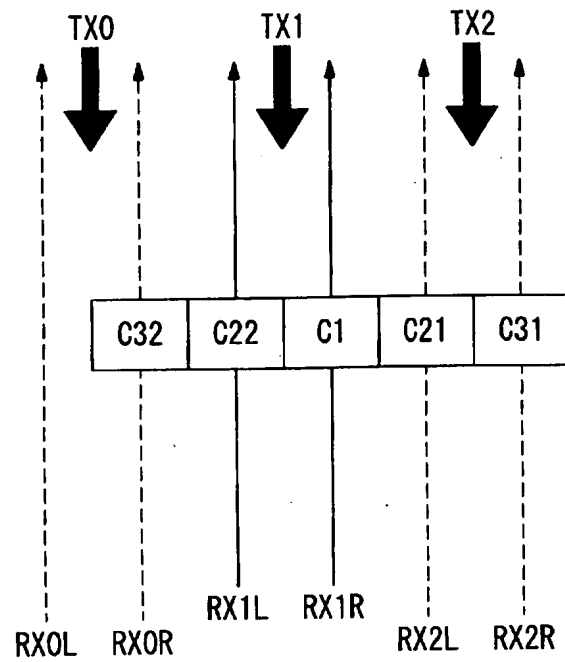 TX0 TX1 TX2
C32 C22 C1 C21 C31
RX1L RX1R
RX0L RX0R RX2L RX2R